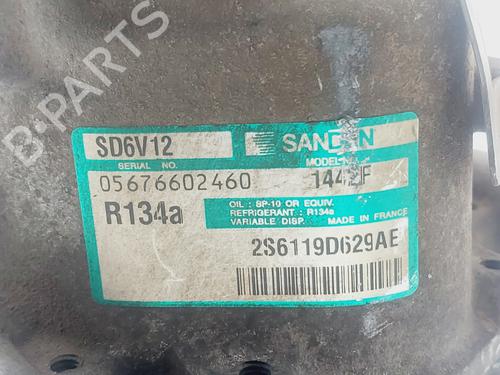 B-PARTS
SD6V12 SANDEN
SERIAL NO. MODEL NO.
05676602460 1442F
R134a
OIL : SP-10 OR EQUIV.
REFRIGERANT : R134a
VARIABLE DISP. MADE IN FRANCE
2S6119D629AE